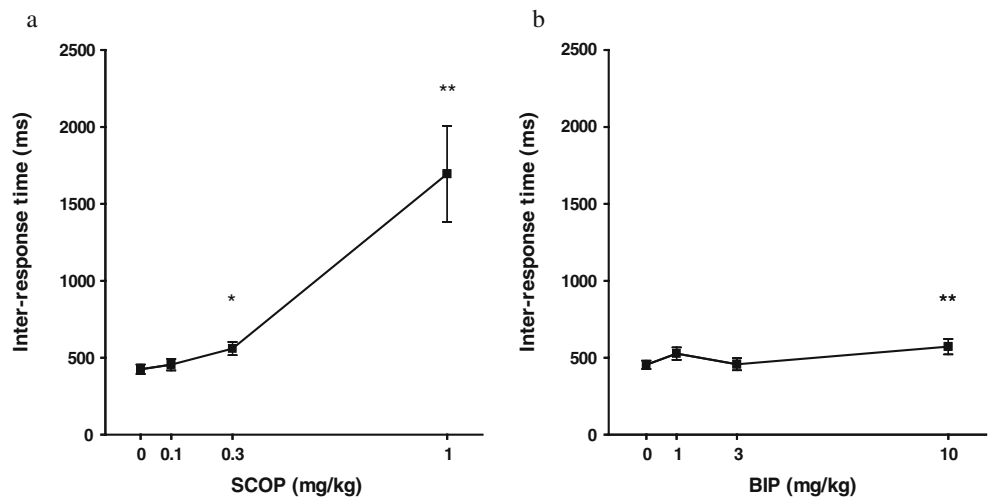 a
2500
2000
1500
1000
500
0
Inter-response time (ms)
*
**
0 0.1 0.3 1
SCOP (mg/kg)
b
2500
2000
1500
1000
500
0
Inter-response time (ms)
**
0 1 3 10
BIP (mg/kg)